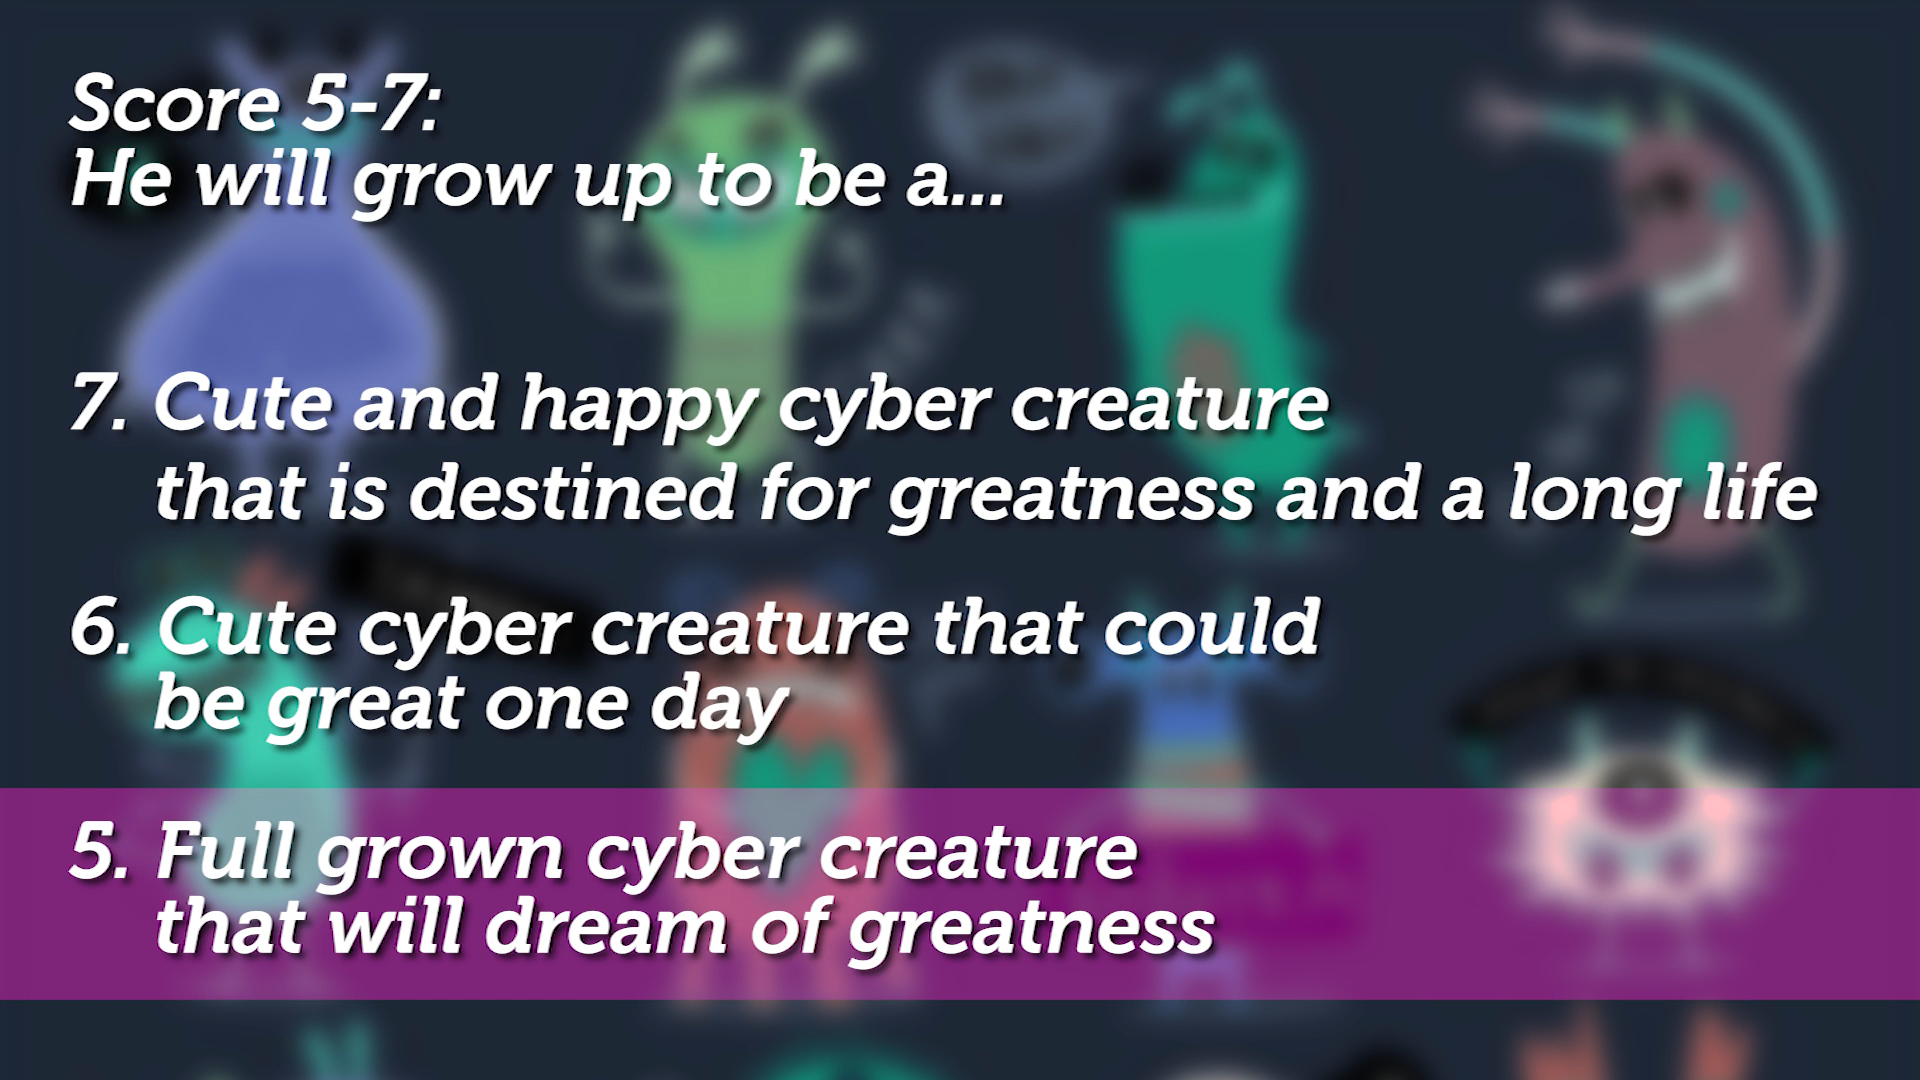 Score 5-7:
He will grow up to be a...
7. Cute and happy cyber creature
that is destined for greatness and a long life
6. Cute cyber creature that could
be great one day
5. Full grown cyber creature
that will dream of greatness